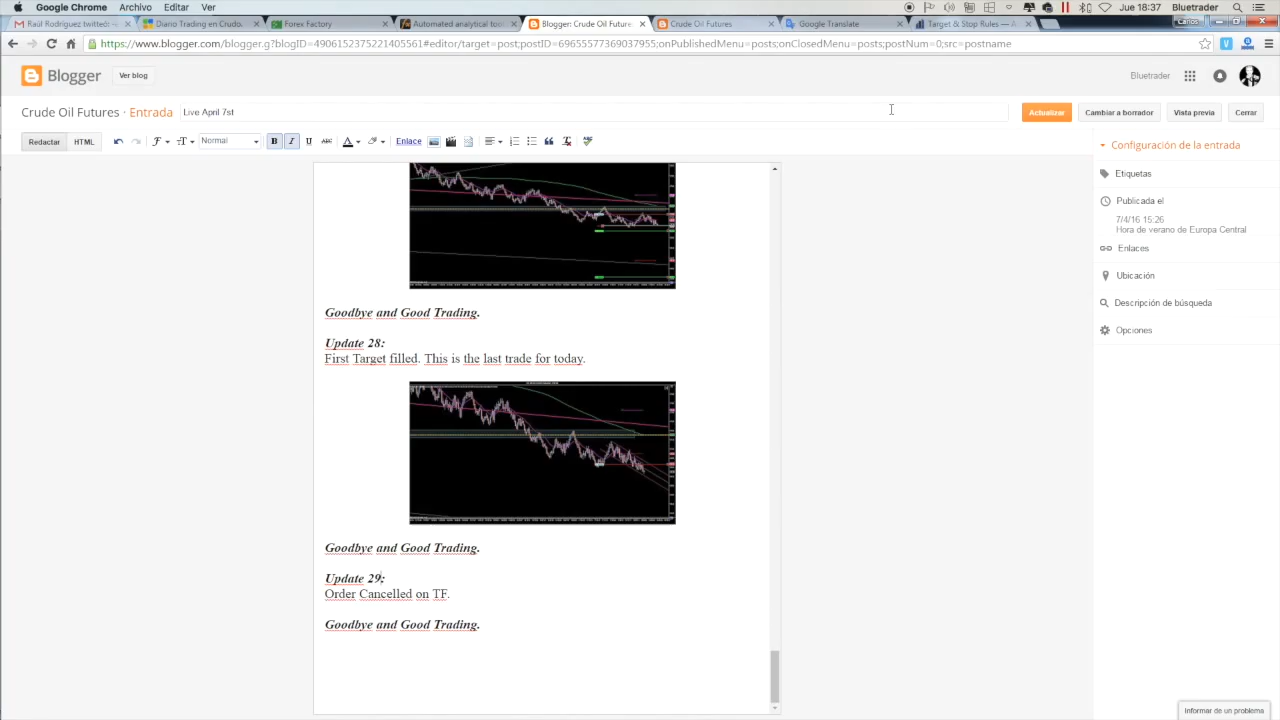 Google Chrome Archivo Editar Ver
Jue 18:37 Bluetrader
Raúl Rodríguez twittedr
Diario Trading en Crudo.
Forex Factory
Automated analytical tool
Blogger: Crude Oil Future
Crude Oil Futures
Google Translate
Target & Stop Rules — A
Carlos
https://www.blogger.com/blogger.g?blogID=4906152375221405561#editor/target=post;postID=69655577369037955;onPublishedMenu=posts;onClosedMenu=posts;postNum=0;src=postname
Blogger
Ver blog
Bluetrader
Crude Oil Futures · Entrada
Live April 7st
Actualizar
Cambiar a borrador
Vista previa
Cerrar
Redactar
HTML
Normal
B I U ABC
Enlace
Configuración de la entrada
Etiquetas
Publicada el
7/4/16 15:26
Hora de verano de Europa Central
Enlaces
Ubicación
Descripción de búsqueda
Opciones
Goodbye and Good Trading.
Update 28:
First Target filled. This is the last trade for today.
Goodbye and Good Trading.
Update 29:
Order Cancelled on TF.
Goodbye and Good Trading.
Informar de un problema